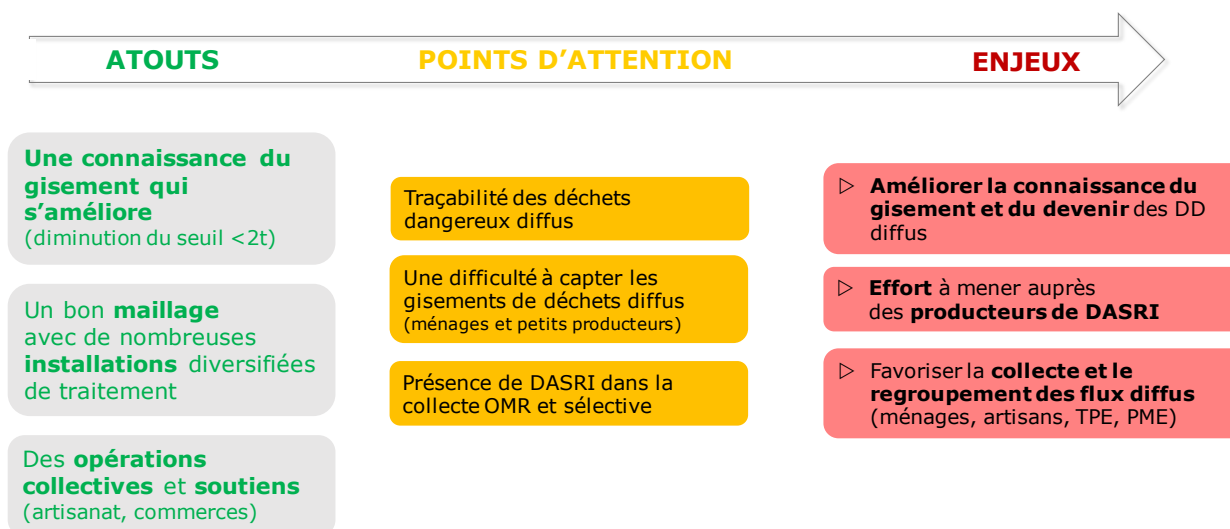 ATOUTS
POINTS D'ATTENTION
ENJEUX
Une connaissance du
gisement qui
s'améliore
(diminution du seuil <2t)
Un bon maillage
avec de nombreuses
installations diversifiées
de traitement
Des opérations
collectives et soutiens
(artisanat, commerces)
Traçabilité des déchets
dangereux diffus
Une difficulté à capter les
gisements de déchets diffus
(ménages et petits producteurs)
Présence de DASRI dans la
collecte OMR et sélective
▷ Améliorer la connaissance du
gisement et du devenir des DD
diffus
▷ Effort à mener auprès
des producteurs de DASRI
▷ Favoriser la collecte et le
regroupement des flux diffus
(ménages, artisans, TPE, PME)